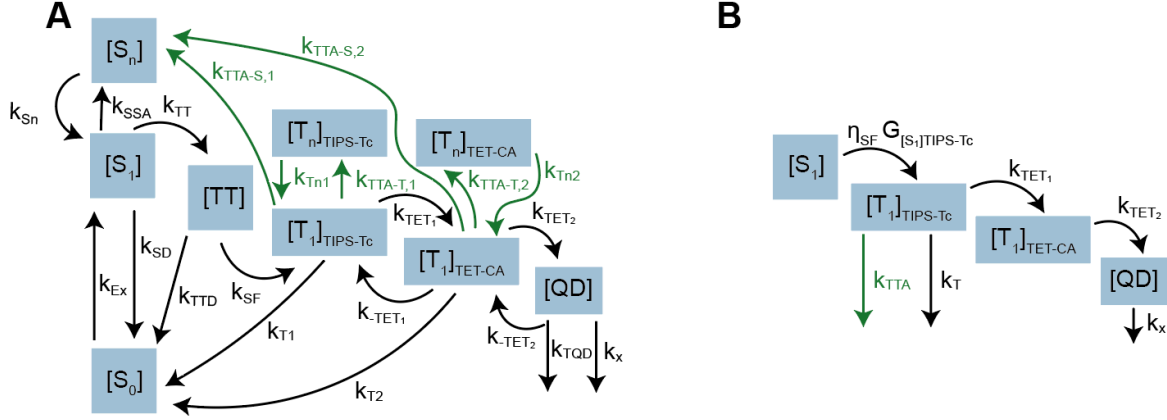 A
[Sn]
kTTA-S,2
kTTA-S,1
kSn
kSSA
kTT
[Tn]TIPS-Tc
[Tn]TET-CA
[S1]
kTn1
kTTA-T,1
kTTA-T,2
kTn2
[TT]
kTET1
kTET2
[T1]TIPS-Tc
[T1]TET-CA
kSD
[QD]
kEx
kTTD
kSF
k-TET1
k-TET2
kT1
kTQD
kx
[S0]
kT2
B
ηSF G[S1]TIPS-Tc
[S1]
kTET1
[T1]TIPS-Tc
kTET2
[T1]TET-CA
kTTA
kT
[QD]
kx